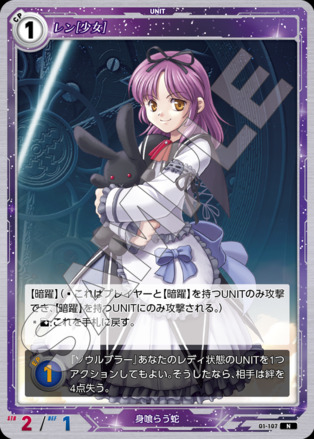 UNIT
CP
1
レン[少女]
SAMPLE
【暗躍】(・これはプレイヤーと【暗躍】を持つUNITのみ攻撃
でき、【暗躍】を持つUNITにのみ攻撃される。)
:これを手札に戻す。
1
「ソウルブラー」あなたのレディ状態のUNITを1つ
アクションしてもよい。そうしたなら、相手は絆を
4点失う。
2 / 1
身喰らう蛇
01-107 N